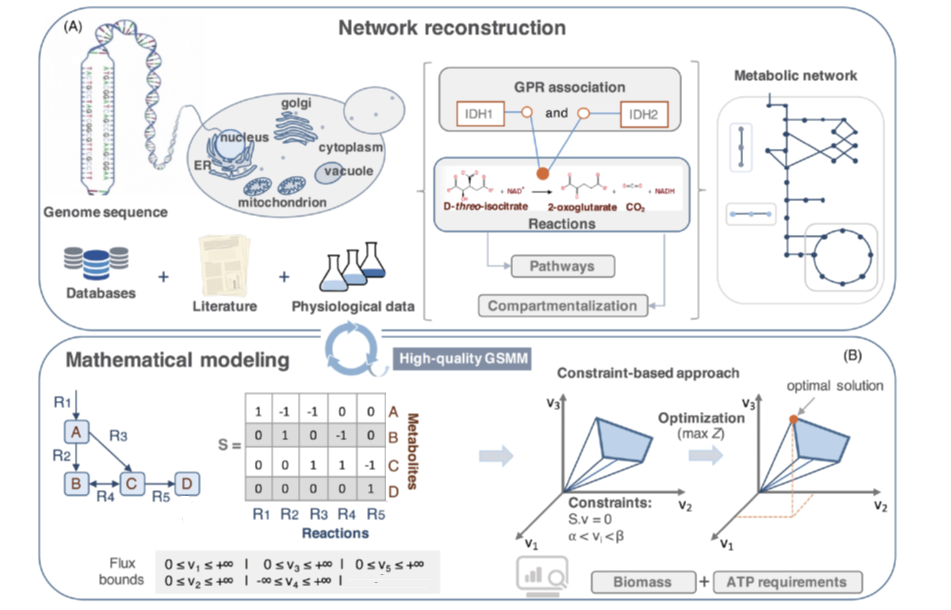 (A)
Network reconstruction
golgi
nucleus
cytoplasm
ER
vacuole
mitochondrion
Genome sequence
Databases
+
Literature
+
Physiological data
GPR association
IDH1
and
IDH2
+ NAD⁺
+
+ NADH
D-threo-isocitrate
2-oxoglutarate
CO₂
Reactions
Pathways
Compartmentalization
Metabolic network
High-quality GSMM
(B)
Mathematical modeling
R1
A
R3
R2
B
R4
C
R5
D
S =
1 -1 -1 0 0 A
0 1 0 -1 0 B
0 0 1 1 -1 C
0 0 0 0 1 D
Metabolites
R1 R2 R3 R4 R5
Reactions
Flux bounds
0 ≤ v₁ ≤ +∞ | 0 ≤ v₃ ≤ +∞ | 0 ≤ v₅ ≤ +∞
0 ≤ v₂ ≤ +∞ | -∞ ≤ v₄ ≤ +∞ |
Constraint-based approach
v₃
v₂
v₁
Constraints:
S.v = 0
α < vᵢ < β
Optimization
(max Z)
optimal solution
v₃
v₂
v₁
Biomass
+
ATP requirements